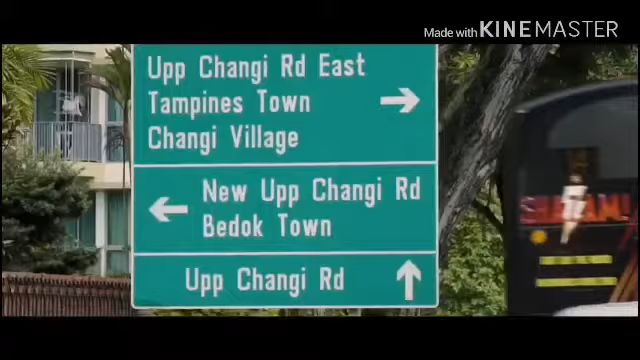 Made with KINEMASTER
Upp Changi Rd East
Tampines Town
Changi Village
New Upp Changi Rd
Bedok Town
Upp Changi Rd